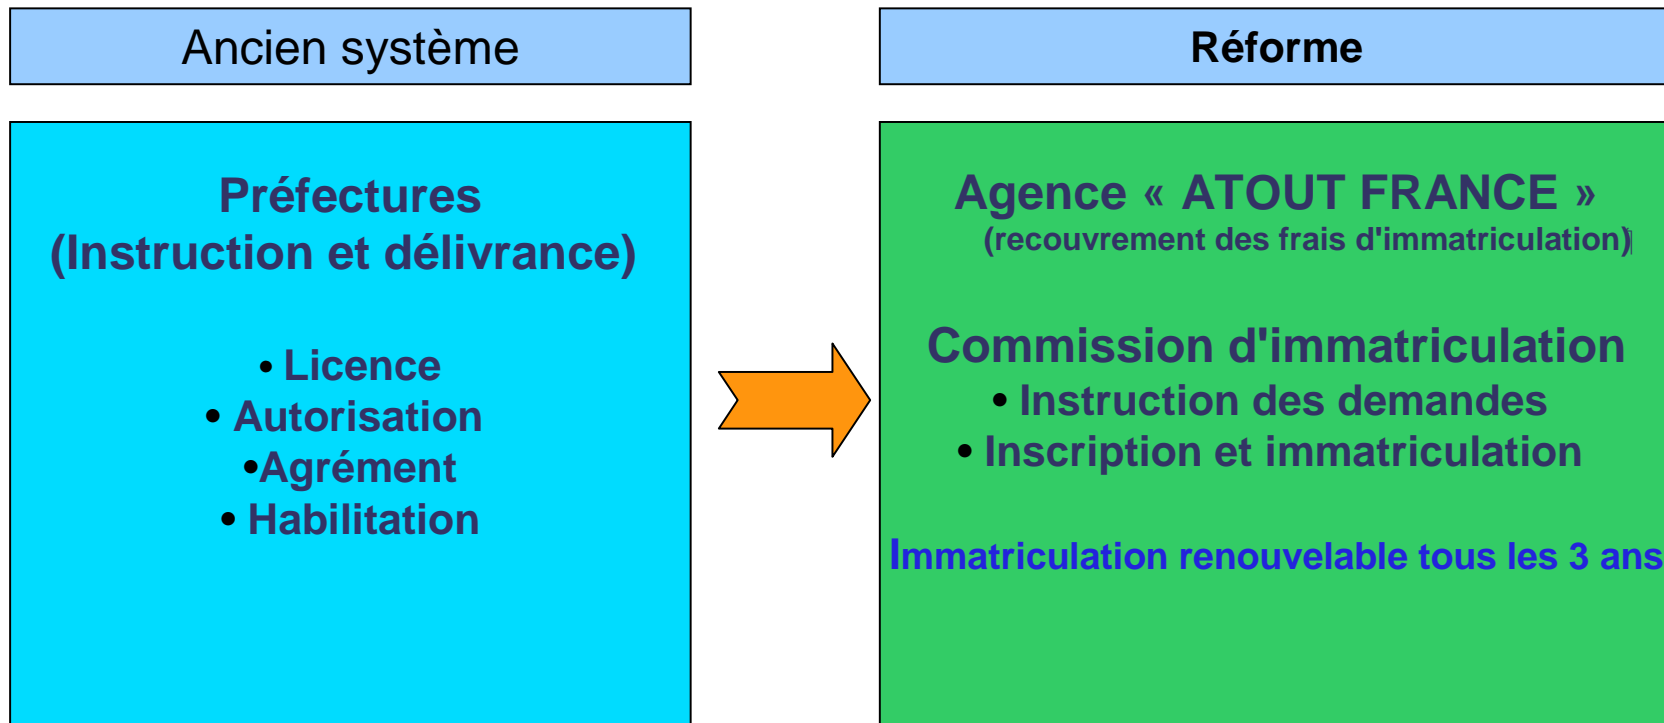 Ancien système
Préfectures
(Instruction et délivrance)
• Licence
• Autorisation
•Agrément
• Habilitation
Réforme
Agence « ATOUT FRANCE »
(recouvrement des frais d'immatriculation)
Commission d'immatriculation
• Instruction des demandes
• Inscription et immatriculation
Immatriculation renouvelable tous les 3 ans